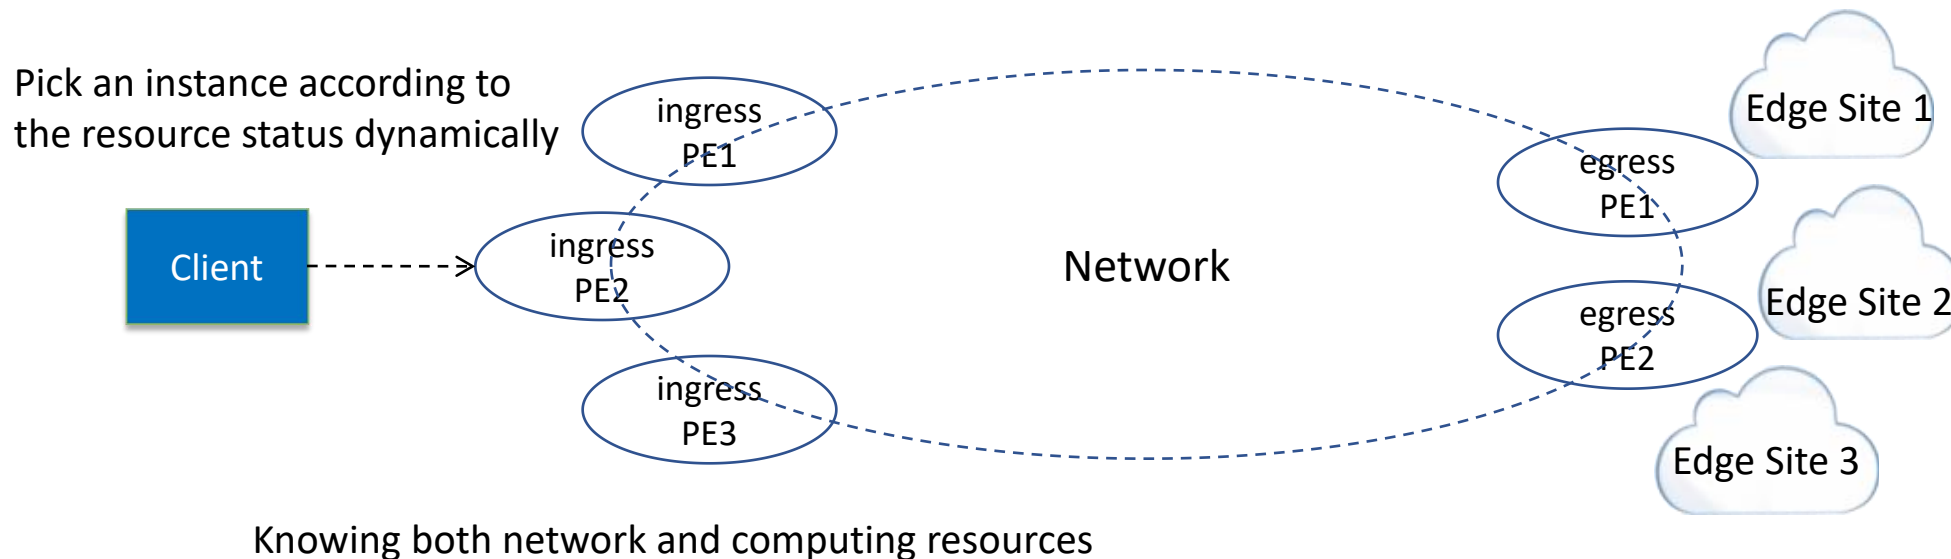 Pick an instance according to
the resource status dynamically
ingress
PE1
Client
ingress
PE2
ingress
PE3
Network
egress
PE1
egress
PE2
Edge Site 1
Edge Site 2
Edge Site 3
Knowing both network and computing resources